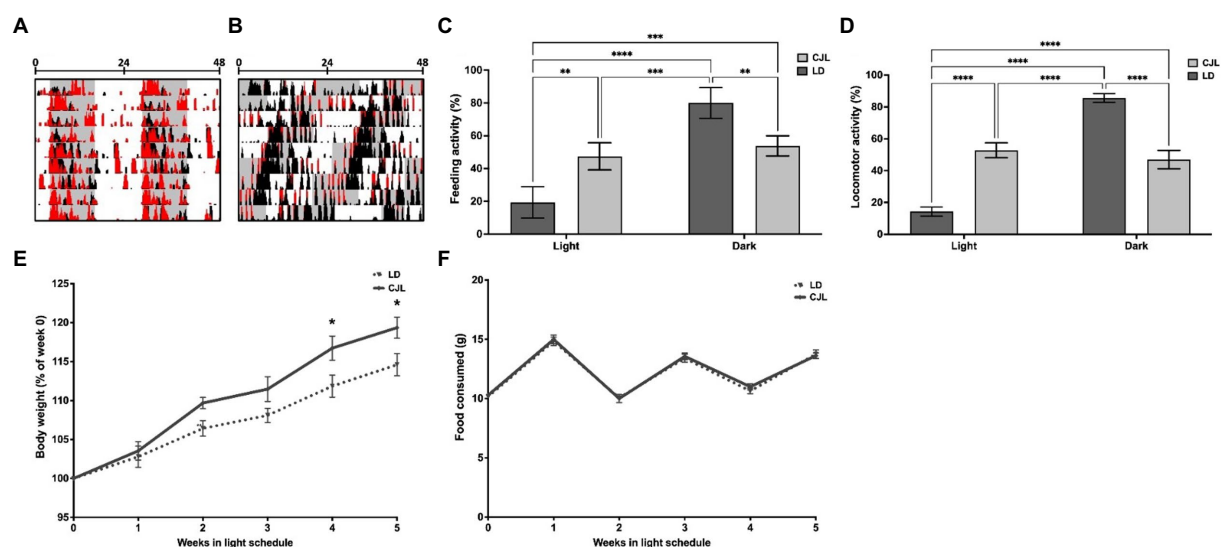 A
0 24 48
B
0 24 48
C
Feeding activity (%)
100
80
60
40
20
0
***
****
** *** **
CJL
LD
Light Dark
D
Locomotor activity (%)
100
80
60
40
20
0
****
****
**** **** ****
CJL
LD
Light Dark
E
Body weight (% of week 0)
125
120
115
110
105
100
95
LD
CJL
* *
0 1 2 3 4 5
Weeks in light schedule
F
Food consumed (g)
20
15
10
5
0
LD
CJL
0 1 2 3 4 5
Weeks in light schedule